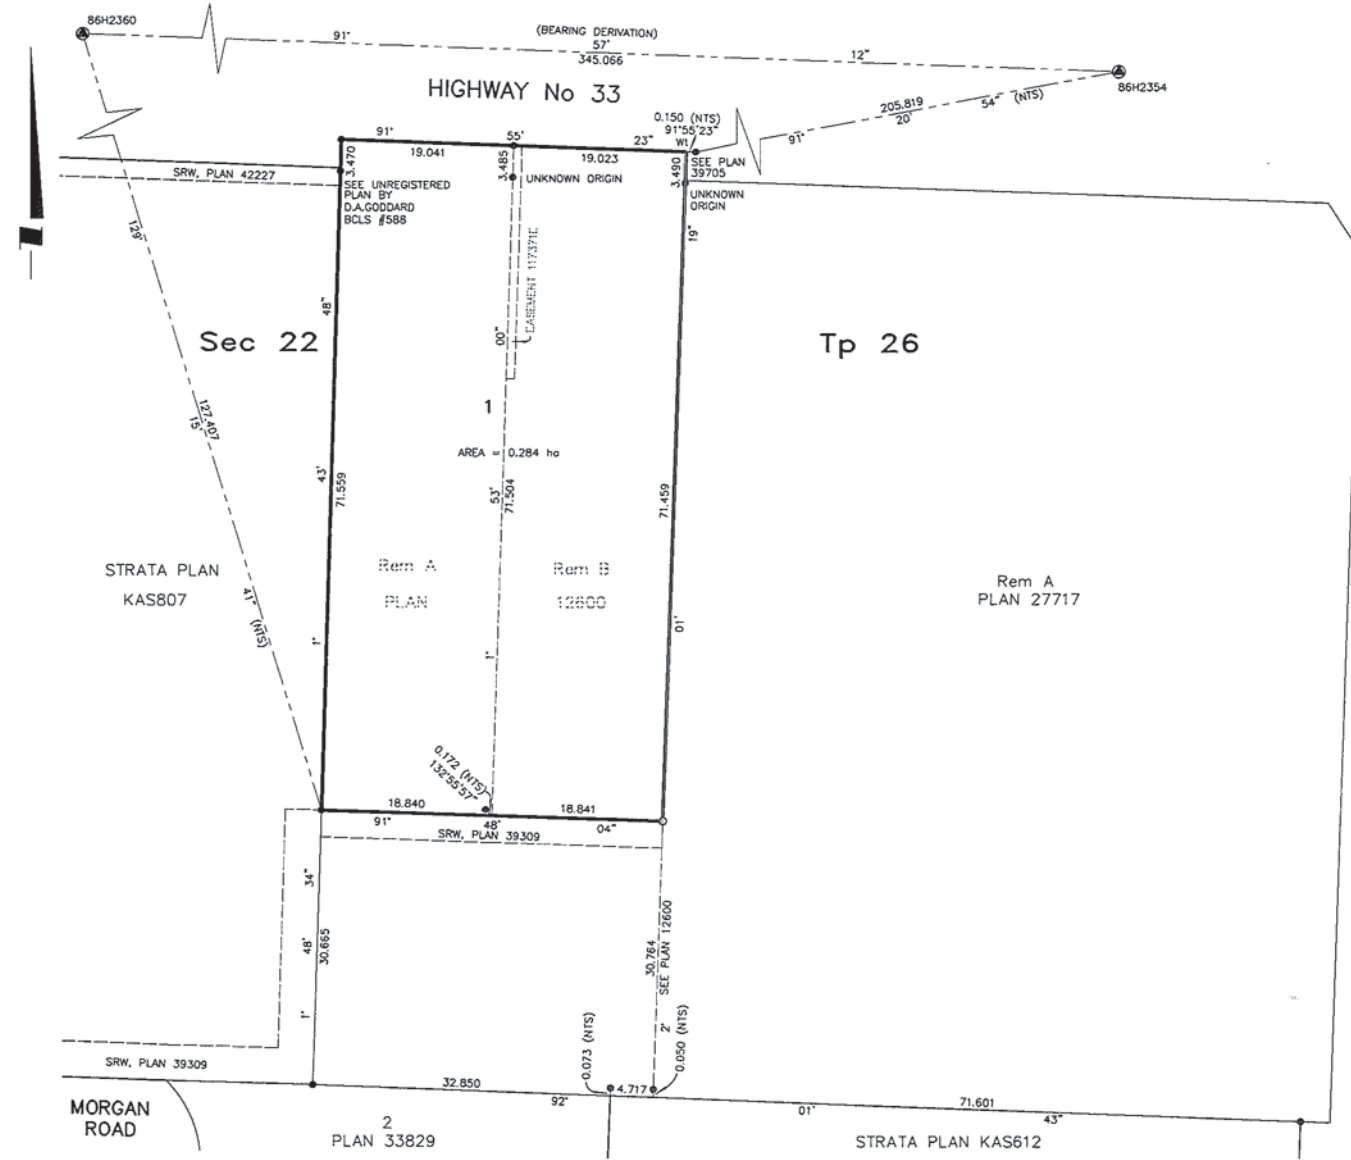 86H2360
(BEARING DERIVATION)
91° 57' 12"
345.066
86H2354
HIGHWAY No 33
205.819
91° 20' 54" (NTS)
0.150 (NTS)
91°55'23"
Wt
91° 55' 23"
19.041
19.023
3.470
3.485
3.490
SEE PLAN
39705
SRW, PLAN 42227
SEE UNREGISTERED
PLAN BY
D.A.GODDARD
BCLS #588
UNKNOWN ORIGIN
UNKNOWN
ORIGIN
EASEMENT 117371E
129° 15' 41" (NTS)
127.407
1° 43' 48"
71.559
1° 53' 00"
71.504
01' 19"
71.459
Sec 22
Tp 26
1
AREA = 0.284 ha
STRATA PLAN
KAS807
Rem A
PLAN
Rem B
12600
Rem A
PLAN 27717
0.172 (NTS)
132°55'57"
18.840
18.841
91° 48' 04"
SRW, PLAN 39309
1° 48' 34"
30.665
30.764
SEE PLAN 12600
2°
0.073 (NTS)
0.050 (NTS)
SRW, PLAN 39309
32.850
4.717
71.601
92° 01' 43"
MORGAN
ROAD
2
PLAN 33829
STRATA PLAN KAS612